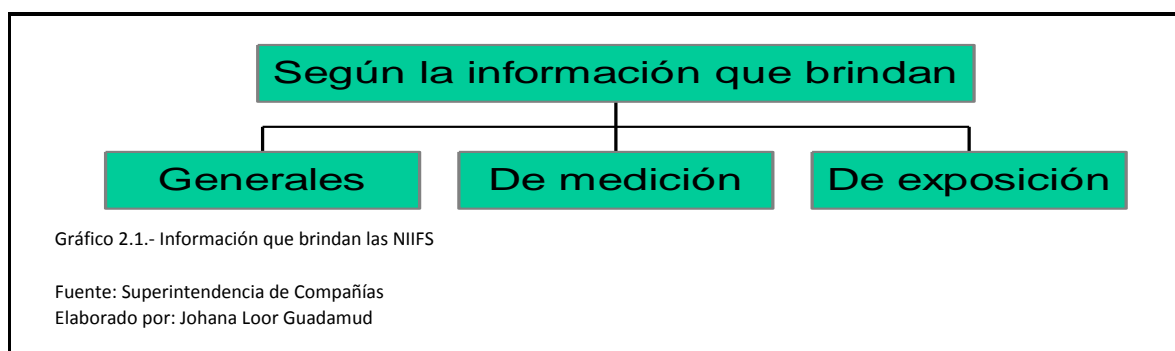 Según la información que brindan
Generales
De medición
De exposición
Gráfico 2.1.- Información que brindan las NIIFS
Fuente: Superintendencia de Compañías
Elaborado por: Johana Loor Guadamud